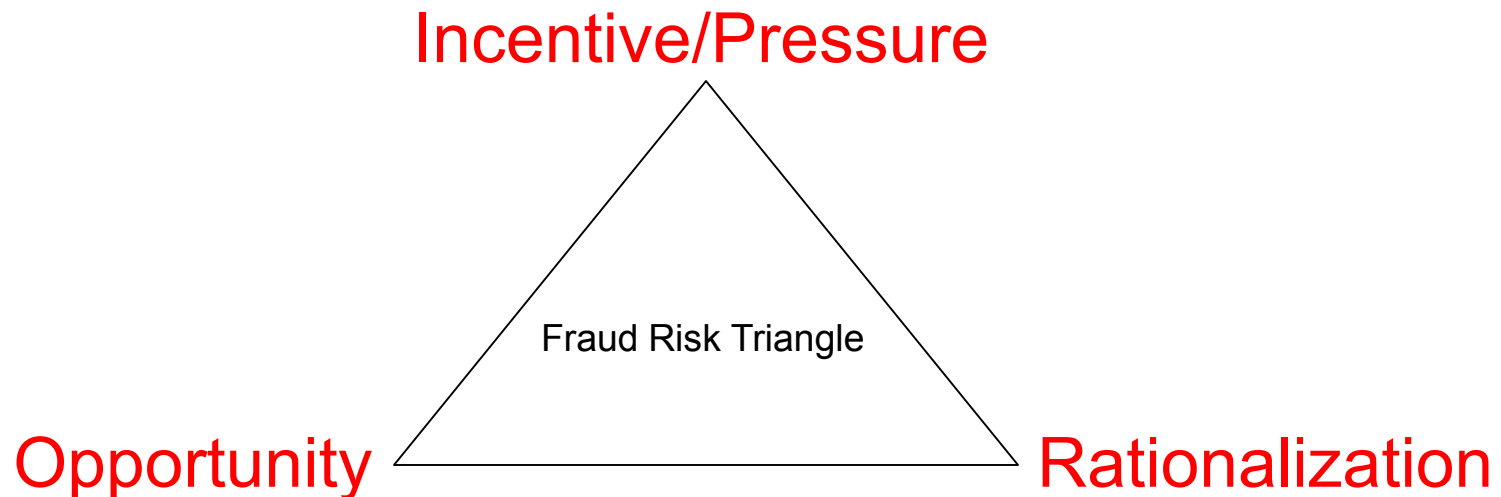 Incentive/Pressure
Fraud Risk Triangle
Opportunity
Rationalization